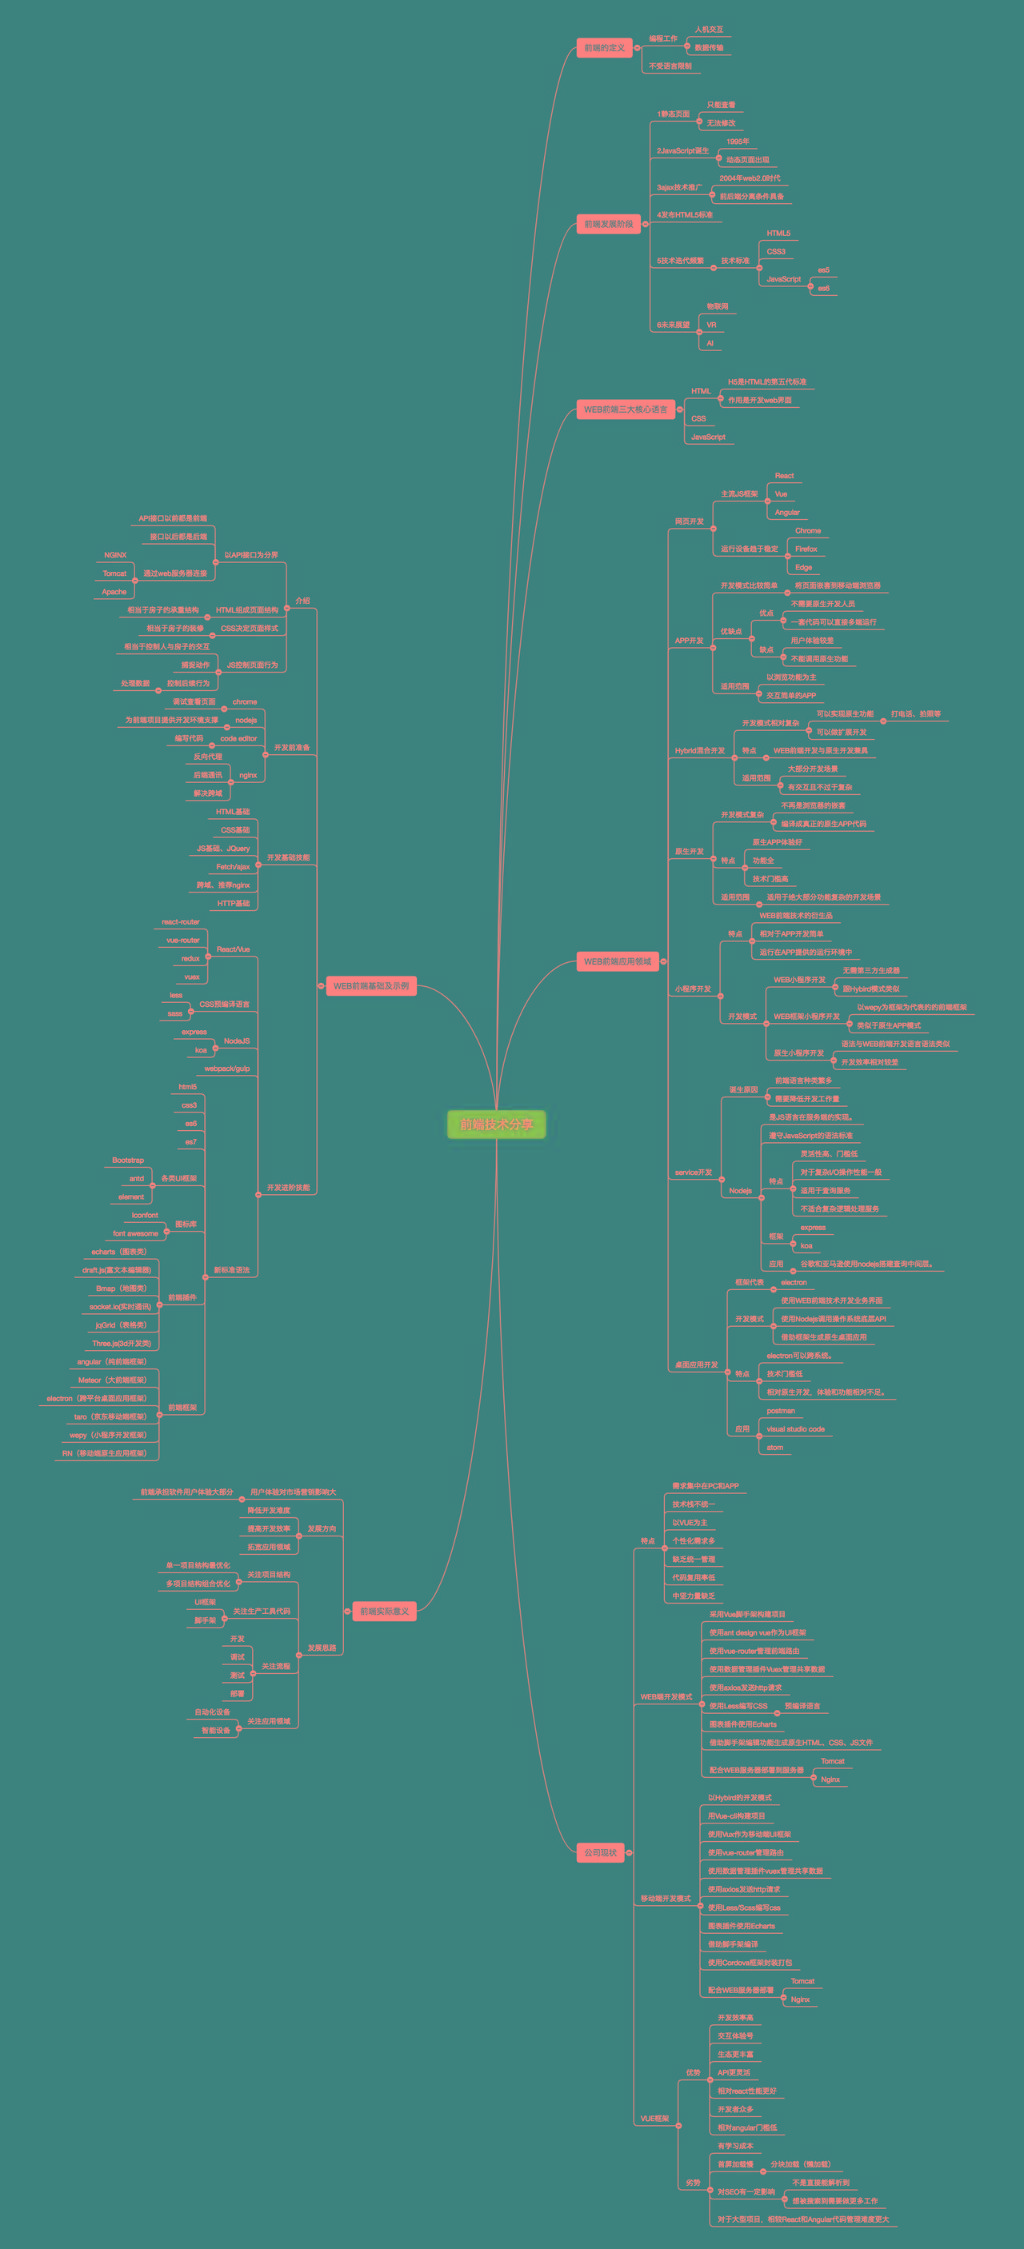 前端技术分享
前端的定义
编程工作
人机交互
数据传输
不受语言限制
前端发展阶段
1静态页面
只能查看
无法修改
2JavaScript诞生
1995年
动态页面出现
3ajax技术推广
2004年web2.0时代
前后端分离条件具备
4发布HTML5标准
5技术迭代频繁
技术标准
HTML5
CSS3
JavaScript
es5
es6
6未来展望
物联网
VR
AI
WEB前端三大核心语言
HTML
H5是HTML的第五代标准
作用是开发web界面
CSS
JavaScript
WEB前端应用领域
网页开发
主流JS框架
React
Vue
Angular
运行设备趋于稳定
Chrome
Firefox
Edge
APP开发
开发模式比较简单
将页面嵌套到移动端浏览器
优缺点
优点
不需要原生开发人员
一套代码可以直接多端运行
缺点
用户体验较差
不能调用原生功能
适用范围
以浏览功能为主
交互简单的APP
Hybrid混合开发
开发模式相对复杂
可以实现原生功能
打电话、拍照等
可以做扩展开发
特点
WEB前端开发与原生开发兼具
适用范围
大部分开发场景
有交互且不过于复杂
原生开发
开发模式复杂
不再是浏览器的嵌套
编译成真正的原生APP代码
特点
原生APP体验好
功能全
技术门槛高
适用范围
适用于绝大部分功能复杂的开发场景
小程序开发
特点
WEB前端技术的衍生品
相对于APP开发简单
运行在APP提供的运行环境中
开发模式
WEB小程序开发
无需第三方生成器
跟Hybird模式类似
WEB框架小程序开发
以wepy为框架为代表的的前端框架
类似于原生APP模式
原生小程序开发
语法与WEB前端开发语言语法类似
开发效率相对较差
service开发
诞生原因
前端语言种类繁多
需要降低开发工作量
Nodejs
是JS语言在服务端的实现。
遵守JavaScript的语法标准
特点
灵活性高、门槛低
对于复杂I/O操作性能一般
适用于查询服务
不适合复杂逻辑处理服务
框架
express
koa
应用
谷歌和亚马逊使用nodejs搭建查询中间层。
桌面应用开发
框架代表
electron
开发模式
使用WEB前端技术开发业务界面
使用Nodejs调用操作系统底层API
借助框架生成原生桌面应用
特点
electron可以跨系统。
技术门槛低
相对原生开发，体验和功能相对不足。
应用
postman
visual studio code
atom
公司现状
特点
需求集中在PC和APP
技术栈不统一
以VUE为主
个性化需求多
缺乏统一管理
代码复用率低
中坚力量缺乏
WEB端开发模式
采用Vue脚手架构建项目
使用ant design vue作为UI框架
使用vue-router管理前端路由
使用数据管理插件Vuex管理共享数据
使用axios发送http请求
使用Less编写CSS
预编译语言
图表插件使用Echarts
借助脚手架编辑功能生成原生HTML、CSS、JS文件
配合WEB服务器部署到服务器
Tomcat
Nginx
移动端开发模式
以Hybird的开发模式
用Vue-cli构建项目
使用Vux作为移动端UI框架
使用vue-router管理路由
使用数据管理插件vuex管理共享数据
使用axios发送http请求
使用Less/Scss编写css
图表插件使用Echarts
借助脚手架编译
使用Cordova框架封装打包
配合WEB服务器部署
Tomcat
Nginx
VUE框架
优势
开发效率高
交互体验号
生态更丰富
API更灵活
相对react性能更好
开发者众多
相对angular门槛低
劣势
有学习成本
首屏加载慢
分块加载（懒加载）
对SEO有一定影响
不是直接能解析到
想被搜索到需要做更多工作
对于大型项目，相较React和Angular代码管理难度更大
WEB前端基础及示例
介绍
以API接口为分界
API接口以前都是前端
接口以后都是后端
通过web服务器连接
NGINX
Tomcat
Apache
HTML组成页面结构
相当于房子的承重结构
CSS决定页面样式
相当于房子的装修
JS控制页面行为
相当于控制人与房子的交互
捕捉动作
控制后续行为
处理数据
开发前准备
chrome
调试查看页面
nodejs
为前端项目提供开发环境支撑
code editor
编写代码
nginx
反向代理
后端通讯
解决跨域
开发基础技能
HTML基础
CSS基础
JS基础、JQuery
Fetch/ajax
跨域、推荐nginx
HTTP基础
开发进阶技能
React/Vue
react-router
vue-router
redux
vuex
CSS预编译语言
less
sass
NodeJS
express
koa
webpack/gulp
新标准语法
html5
css3
es6
es7
各类UI框架
Bootstrap
antd
element
图标库
iconfont
font awesome
前端插件
echarts（图表类）
draft.js(富文本编辑器)
Bmap（地图类）
socket.io(实时通讯)
jqGrid（表格类）
Three.js(3d开发类)
前端框架
angular（纯前端框架）
Meteor（大前端框架）
electron（跨平台桌面应用框架）
taro（京东移动端框架）
wepy（小程序开发框架）
RN（移动端原生应用框架）
前端实际意义
用户体验对市场营销影响大
前端承担软件用户体验大部分
发展方向
降低开发难度
提高开发效率
拓宽应用领域
发展思路
关注项目结构
单一项目结构看优化
多项目结构组合优化
关注生产工具代码
UI框架
脚手架
关注流程
开发
调试
测试
部署
关注应用领域
自动化设备
智能设备